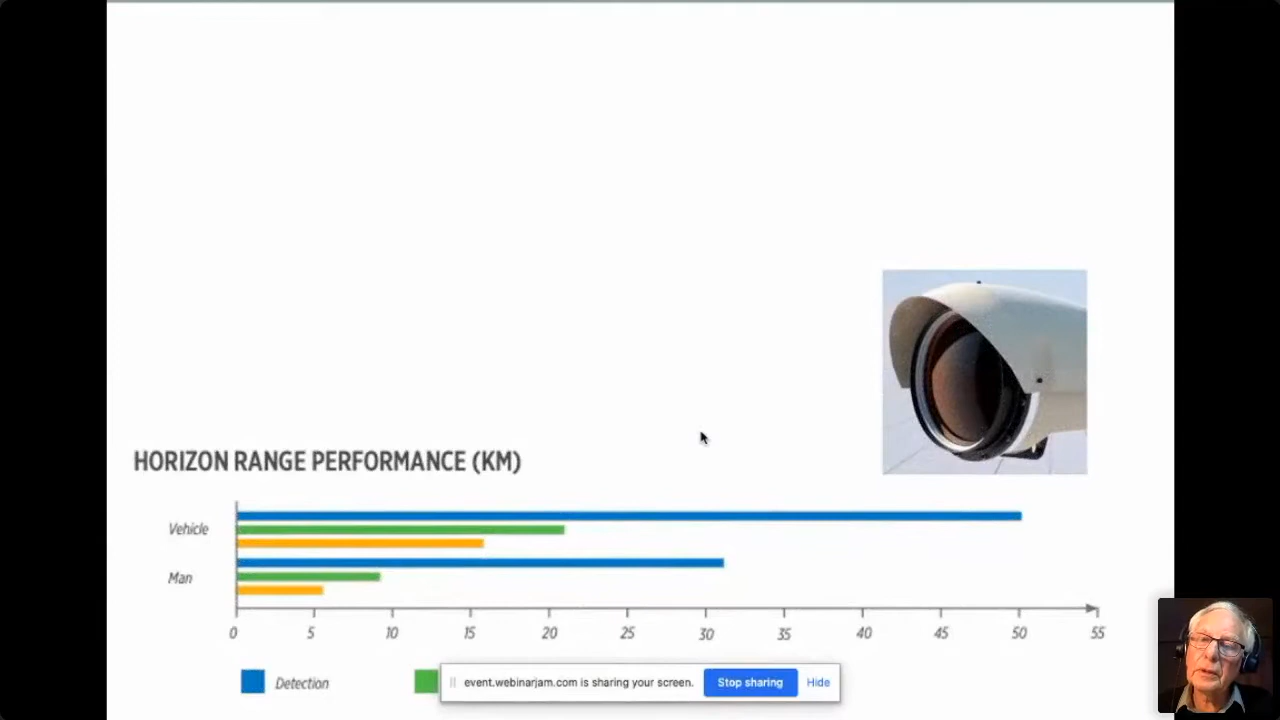 HORIZON RANGE PERFORMANCE (KM)
Vehicle
Man
0 5 10 15 20 25 30 35 40 45 50 55
Detection
event.webinarjam.com is sharing your screen. Stop sharing Hide